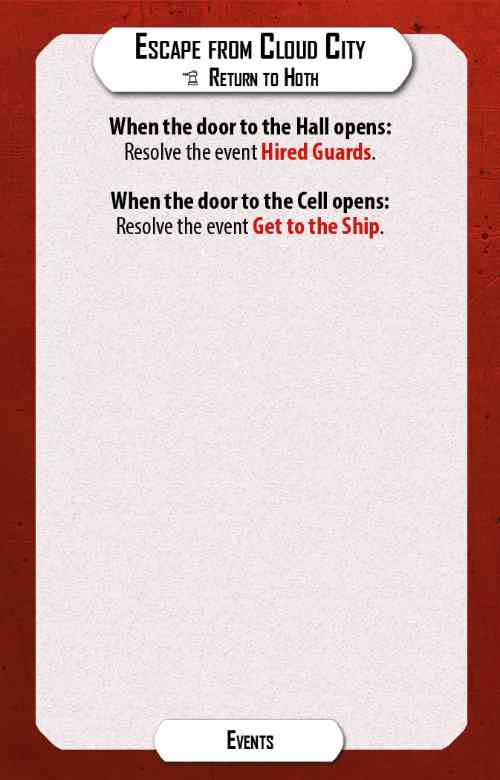 Escape from Cloud City
Return to Hoth
When the door to the Hall opens:
Resolve the event Hired Guards.
When the door to the Cell opens:
Resolve the event Get to the Ship.
Events